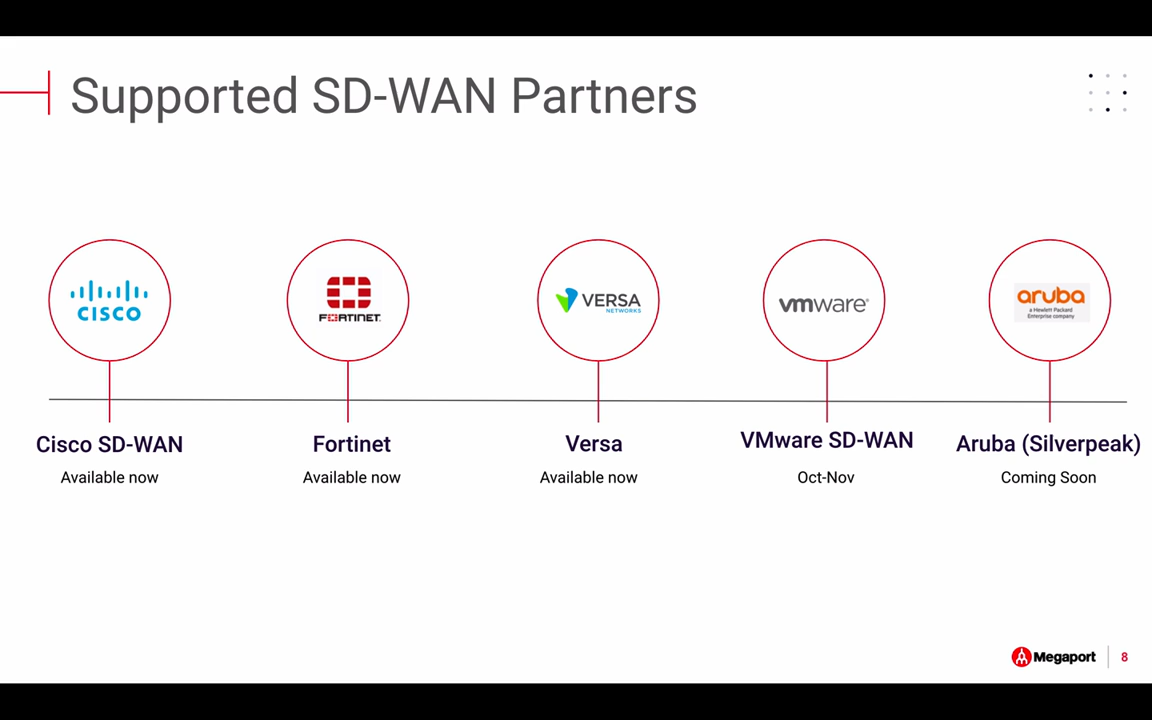 Supported SD-WAN Partners
CISCO
FORTINET
VERSA
NETWORKS
vmware®
aruba
a Hewlett Packard
Enterprise company
Cisco SD-WAN
Available now
Fortinet
Available now
Versa
Available now
VMware SD-WAN
Oct-Nov
Aruba (Silverpeak)
Coming Soon
Megaport
8